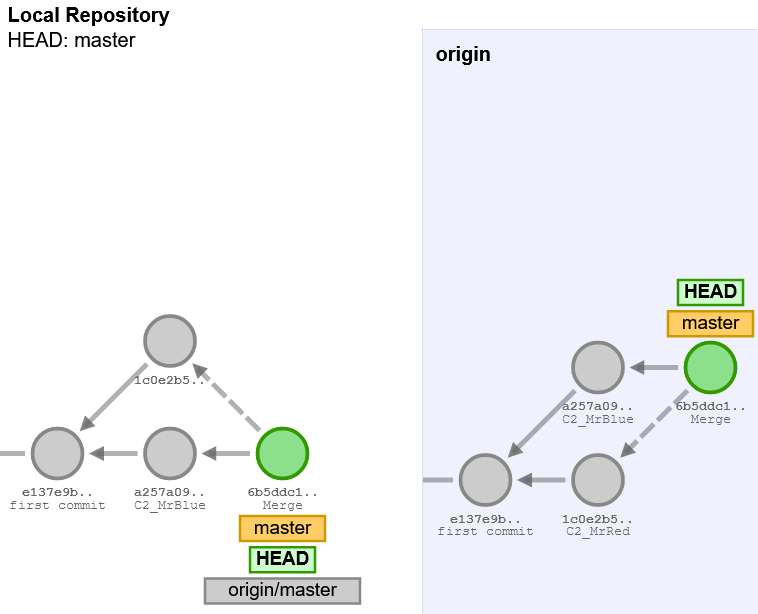 Local Repository
HEAD: master
1c0e2b5..
e137e9b..
first commit
a257a09..
C2_MrBlue
6b5ddc1..
Merge
master
HEAD
origin/master
origin
HEAD
master
a257a09..
C2_MrBlue
6b5ddc1..
Merge
e137e9b..
first commit
1c0e2b5..
C2_MrRed